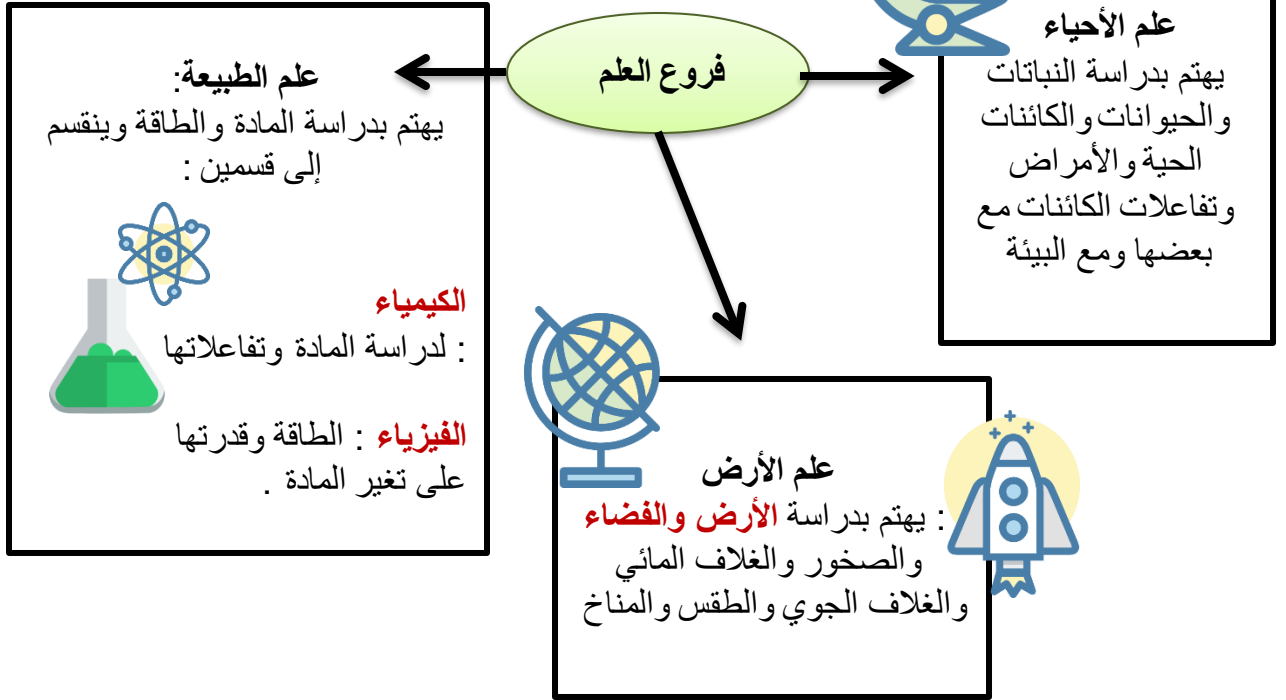 فروع العلم
علم الأحياء
يهتم بدراسة النباتات
والحيوانات والكائنات
الحية والأمراض
وتفاعلات الكائنات مع
بعضها ومع البيئة
علم الطبيعة:
يهتم بدراسة المادة والطاقة وينقسم
إلى قسمين :
الكيمياء
: لدراسة المادة وتفاعلاتها
الفيزياء : الطاقة وقدرتها
على تغير المادة .
علم الأرض
: يهتم بدراسة الأرض والفضاء
والصخور والغلاف المائي
والغلاف الجوي والطقس والمناخ